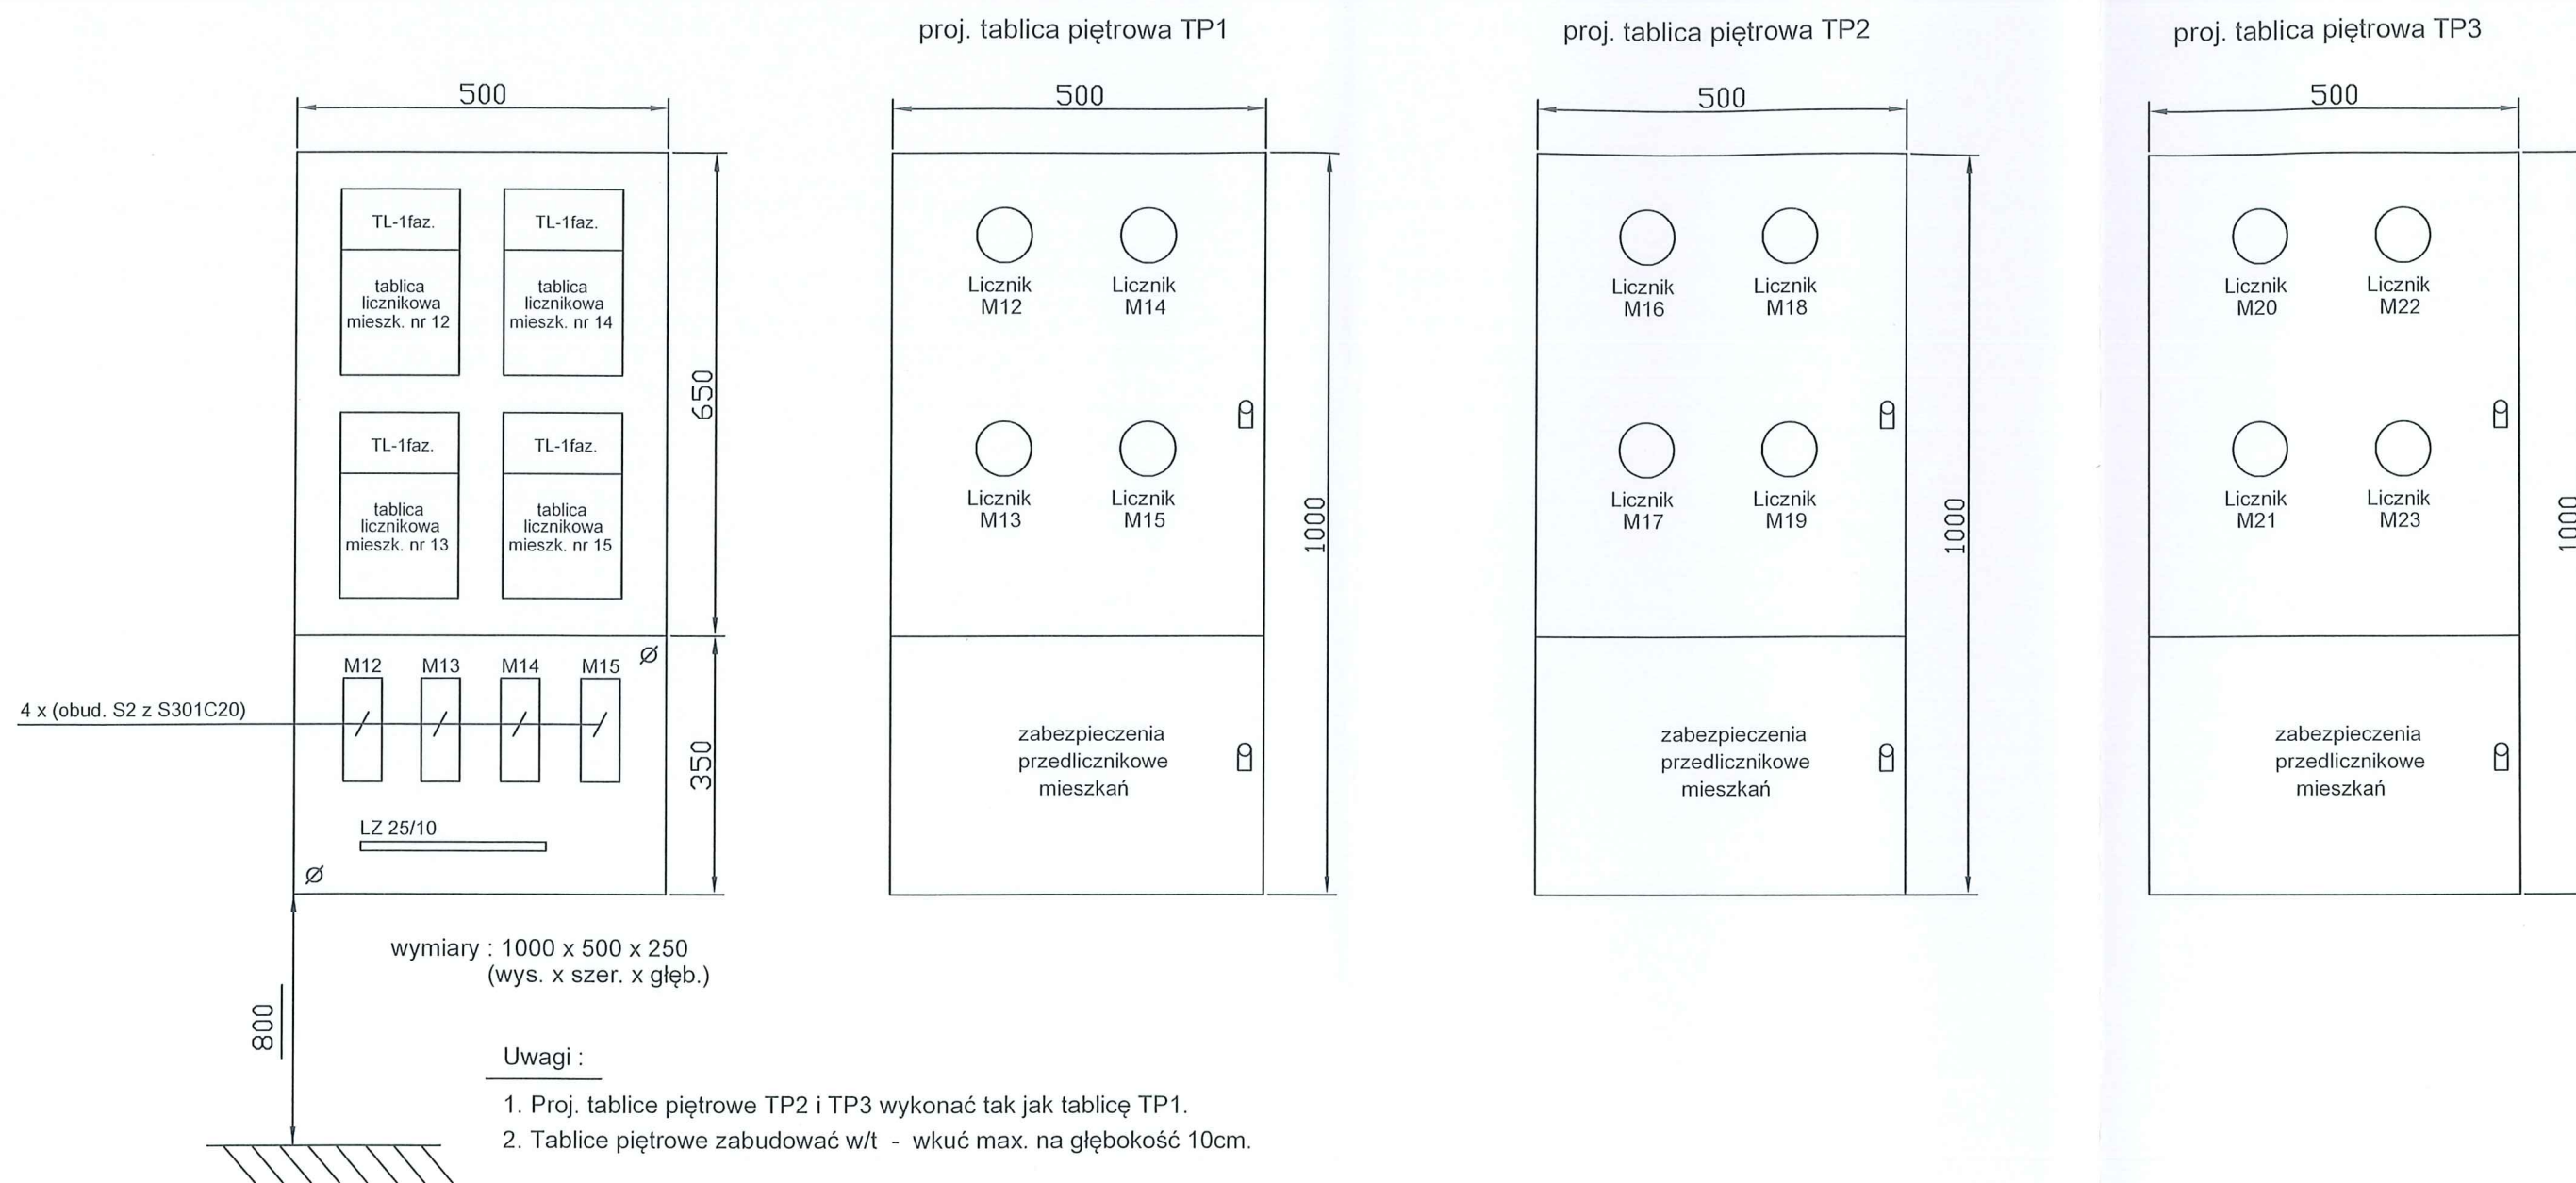 proj. tablica piętrowa TP1
proj. tablica piętrowa TP2
proj. tablica piętrowa TP3
500
500
500
500
TL-1faz.
tablica
licznikowa
mieszk. nr 12
TL-1faz.
tablica
licznikowa
mieszk. nr 14
TL-1faz.
tablica
licznikowa
mieszk. nr 13
TL-1faz.
tablica
licznikowa
mieszk. nr 15
650
M12
M13
M14
M15
Ø
4 x (obud. S2 z S301C20)
350
LZ 25/10
Ø
800
wymiary : 1000 x 500 x 250
(wys. x szer. x głęb.)
Licznik
M12
Licznik
M14
Licznik
M13
Licznik
M15
1000
zabezpieczenia
przedlicznikowe
mieszkań
Licznik
M16
Licznik
M18
Licznik
M17
Licznik
M19
1000
zabezpieczenia
przedlicznikowe
mieszkań
Licznik
M20
Licznik
M22
Licznik
M21
Licznik
M23
1000
zabezpieczenia
przedlicznikowe
mieszkań
Uwagi :
1. Proj. tablice piętrowe TP2 i TP3 wykonać tak jak tablicę TP1.
2. Tablice piętrowe zabudować w/t - wkuć max. na głębokość 10cm.